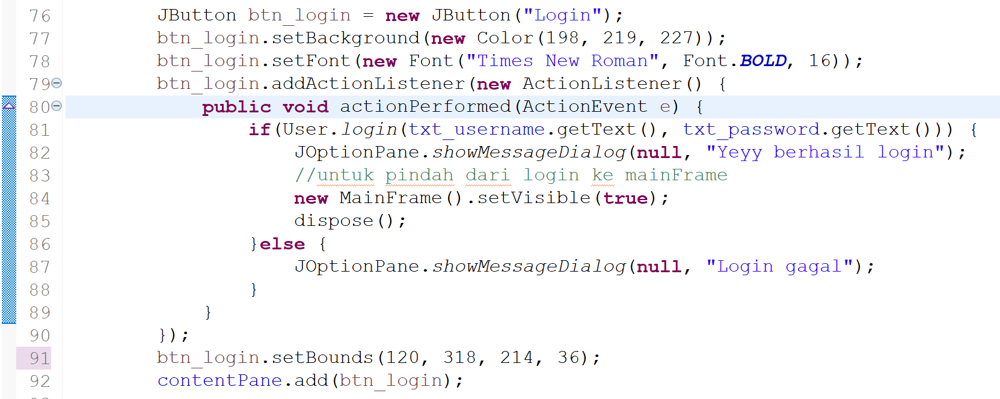 76 JButton btn_login = new JButton("Login");
77 btn_login.setBackground(new Color(198, 219, 227));
78 btn_login.setFont(new Font("Times New Roman", Font.BOLD, 16));
79 btn_login.addActionListener(new ActionListener() {
80 public void actionPerformed(ActionEvent e) {
81 if(User.login(txt_username.getText(), txt_password.getText())) {
82 JOptionPane.showMessageDialog(null, "Yeyy berhasil login");
83 //untuk pindah dari login ke mainFrame
84 new MainFrame().setVisible(true);
85 dispose();
86 }else {
87 JOptionPane.showMessageDialog(null, "Login gagal");
88 }
89 }
90 });
91 btn_login.setBounds(120, 318, 214, 36);
92 contentPane.add(btn_login);